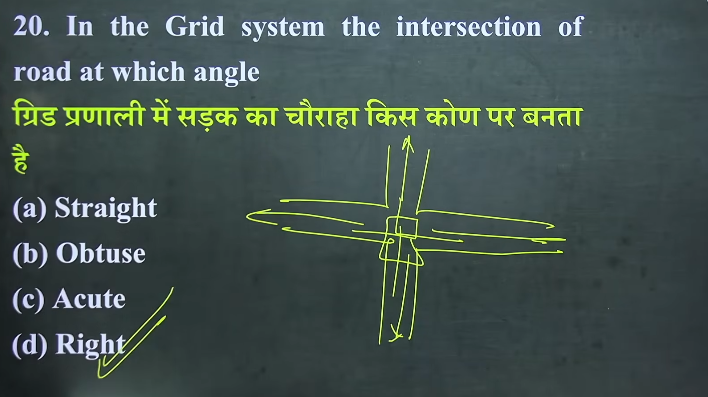 20. In the Grid system the intersection of
road at which angle
ग्रिड प्रणाली में सड़क का चौराहा किस कोण पर बनता
है
(a) Straight
(b) Obtuse
(c) Acute
(d) Right